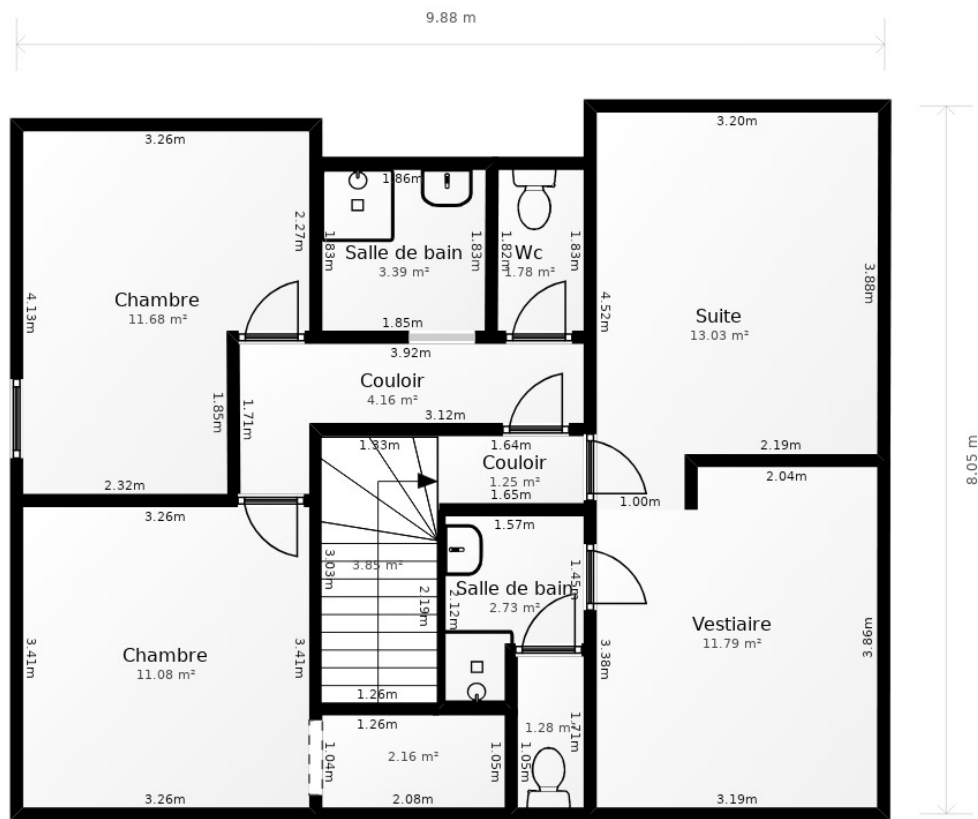 9.88 m
8.05 m
3.26m
4.13m
2.27m
Chambre
11.68 m²
1.85m
2.32m
1.86m
1.83m
1.83m
Salle de bain
3.39 m²
1.85m
1.82m
1.83m
Wc
1.78 m²
3.20m
3.88m
4.52m
Suite
13.03 m²
2.19m
1.00m
3.92m
Couloir
4.16 m²
1.71m
3.12m
1.33m
1.64m
Couloir
1.25 m²
1.65m
3.03m
3.85 m²
2.19m
1.26m
1.57m
1.45m
2.12m
Salle de bain
2.73 m²
2.04m
Vestiaire
11.79 m²
3.38m
3.86m
3.19m
3.26m
3.41m
3.41m
Chambre
11.08 m²
3.26m
1.26m
1.04m
2.16 m²
1.05m
2.08m
1.28 m²
1.71m
1.05m